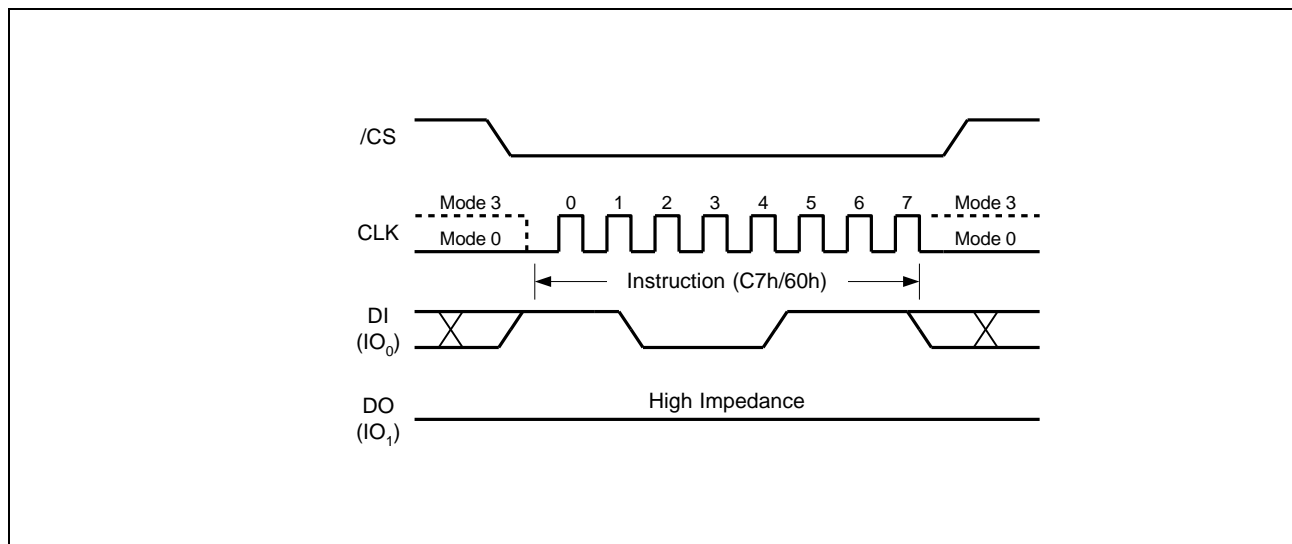 /CS
Mode 3 0 1 2 3 4 5 6 7 Mode 3
CLK
Mode 0 Mode 0
Instruction (C7h/60h)
DI
(IO0)
High Impedance
DO
(IO1)